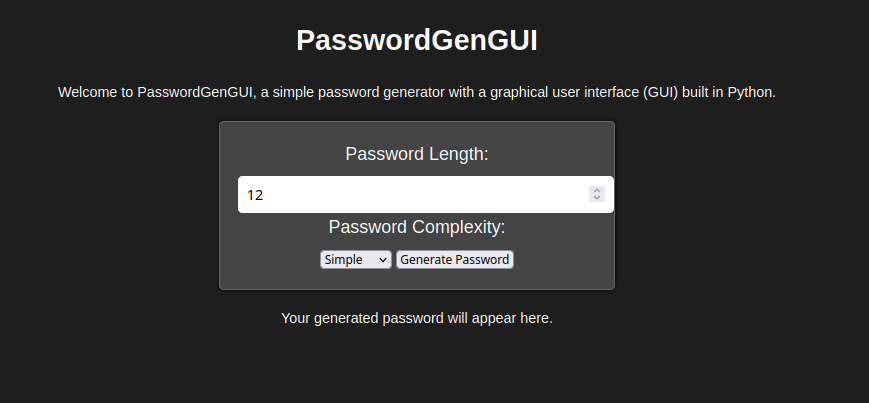 PasswordGenGUI
Welcome to PasswordGenGUI, a simple password generator with a graphical user interface (GUI) built in Python.
Password Length:
12
Password Complexity:
Simple Generate Password
Your generated password will appear here.